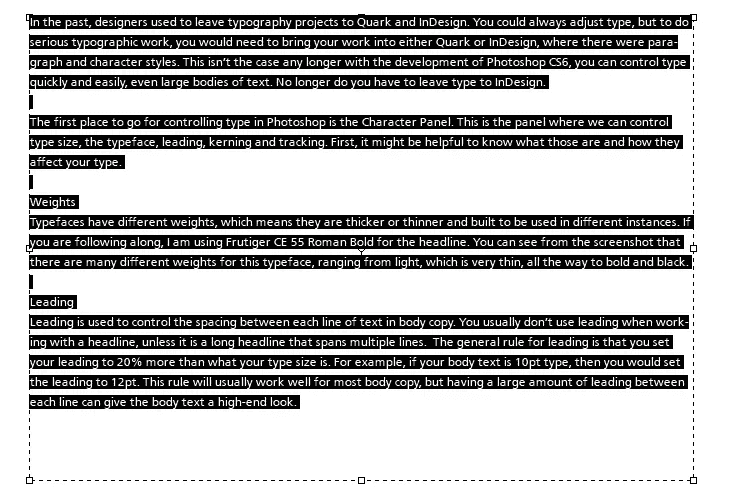 In the past, designers used to leave typography projects to Quark and InDesign. You could always adjust type, but to do
serious typographic work, you would need to bring your work into either Quark or InDesign, where there were para-
graph and character styles. This isn't the case any longer with the development of Photoshop CS6, you can control type
quickly and easily, even large bodies of text. No longer do you have to leave type to InDesign.
The first place to go for controlling type in Photoshop is the Character Panel. This is the panel where we can control
type size, the typeface, leading, kerning and tracking. First, it might be helpful to know what those are and how they
affect your type.
Weights
Typefaces have different weights, which means they are thicker or thinner and built to be used in different instances. If
you are following along, I am using Frutiger CE 55 Roman Bold for the headline. You can see from the screenshot that
there are many different weights for this typeface, ranging from light, which is very thin, all the way to bold and black.
Leading
Leading is used to control the spacing between each line of text in body copy. You usually don't use leading when work-
ing with a headline, unless it is a long headline that spans multiple lines.  The general rule for leading is that you set
your leading to 20% more than what your type size is. For example, if your body text is 10pt type, then you would set
the leading to 12pt. This rule will usually work well for most body copy, but having a large amount of leading between
each line can give the body text a high-end look.